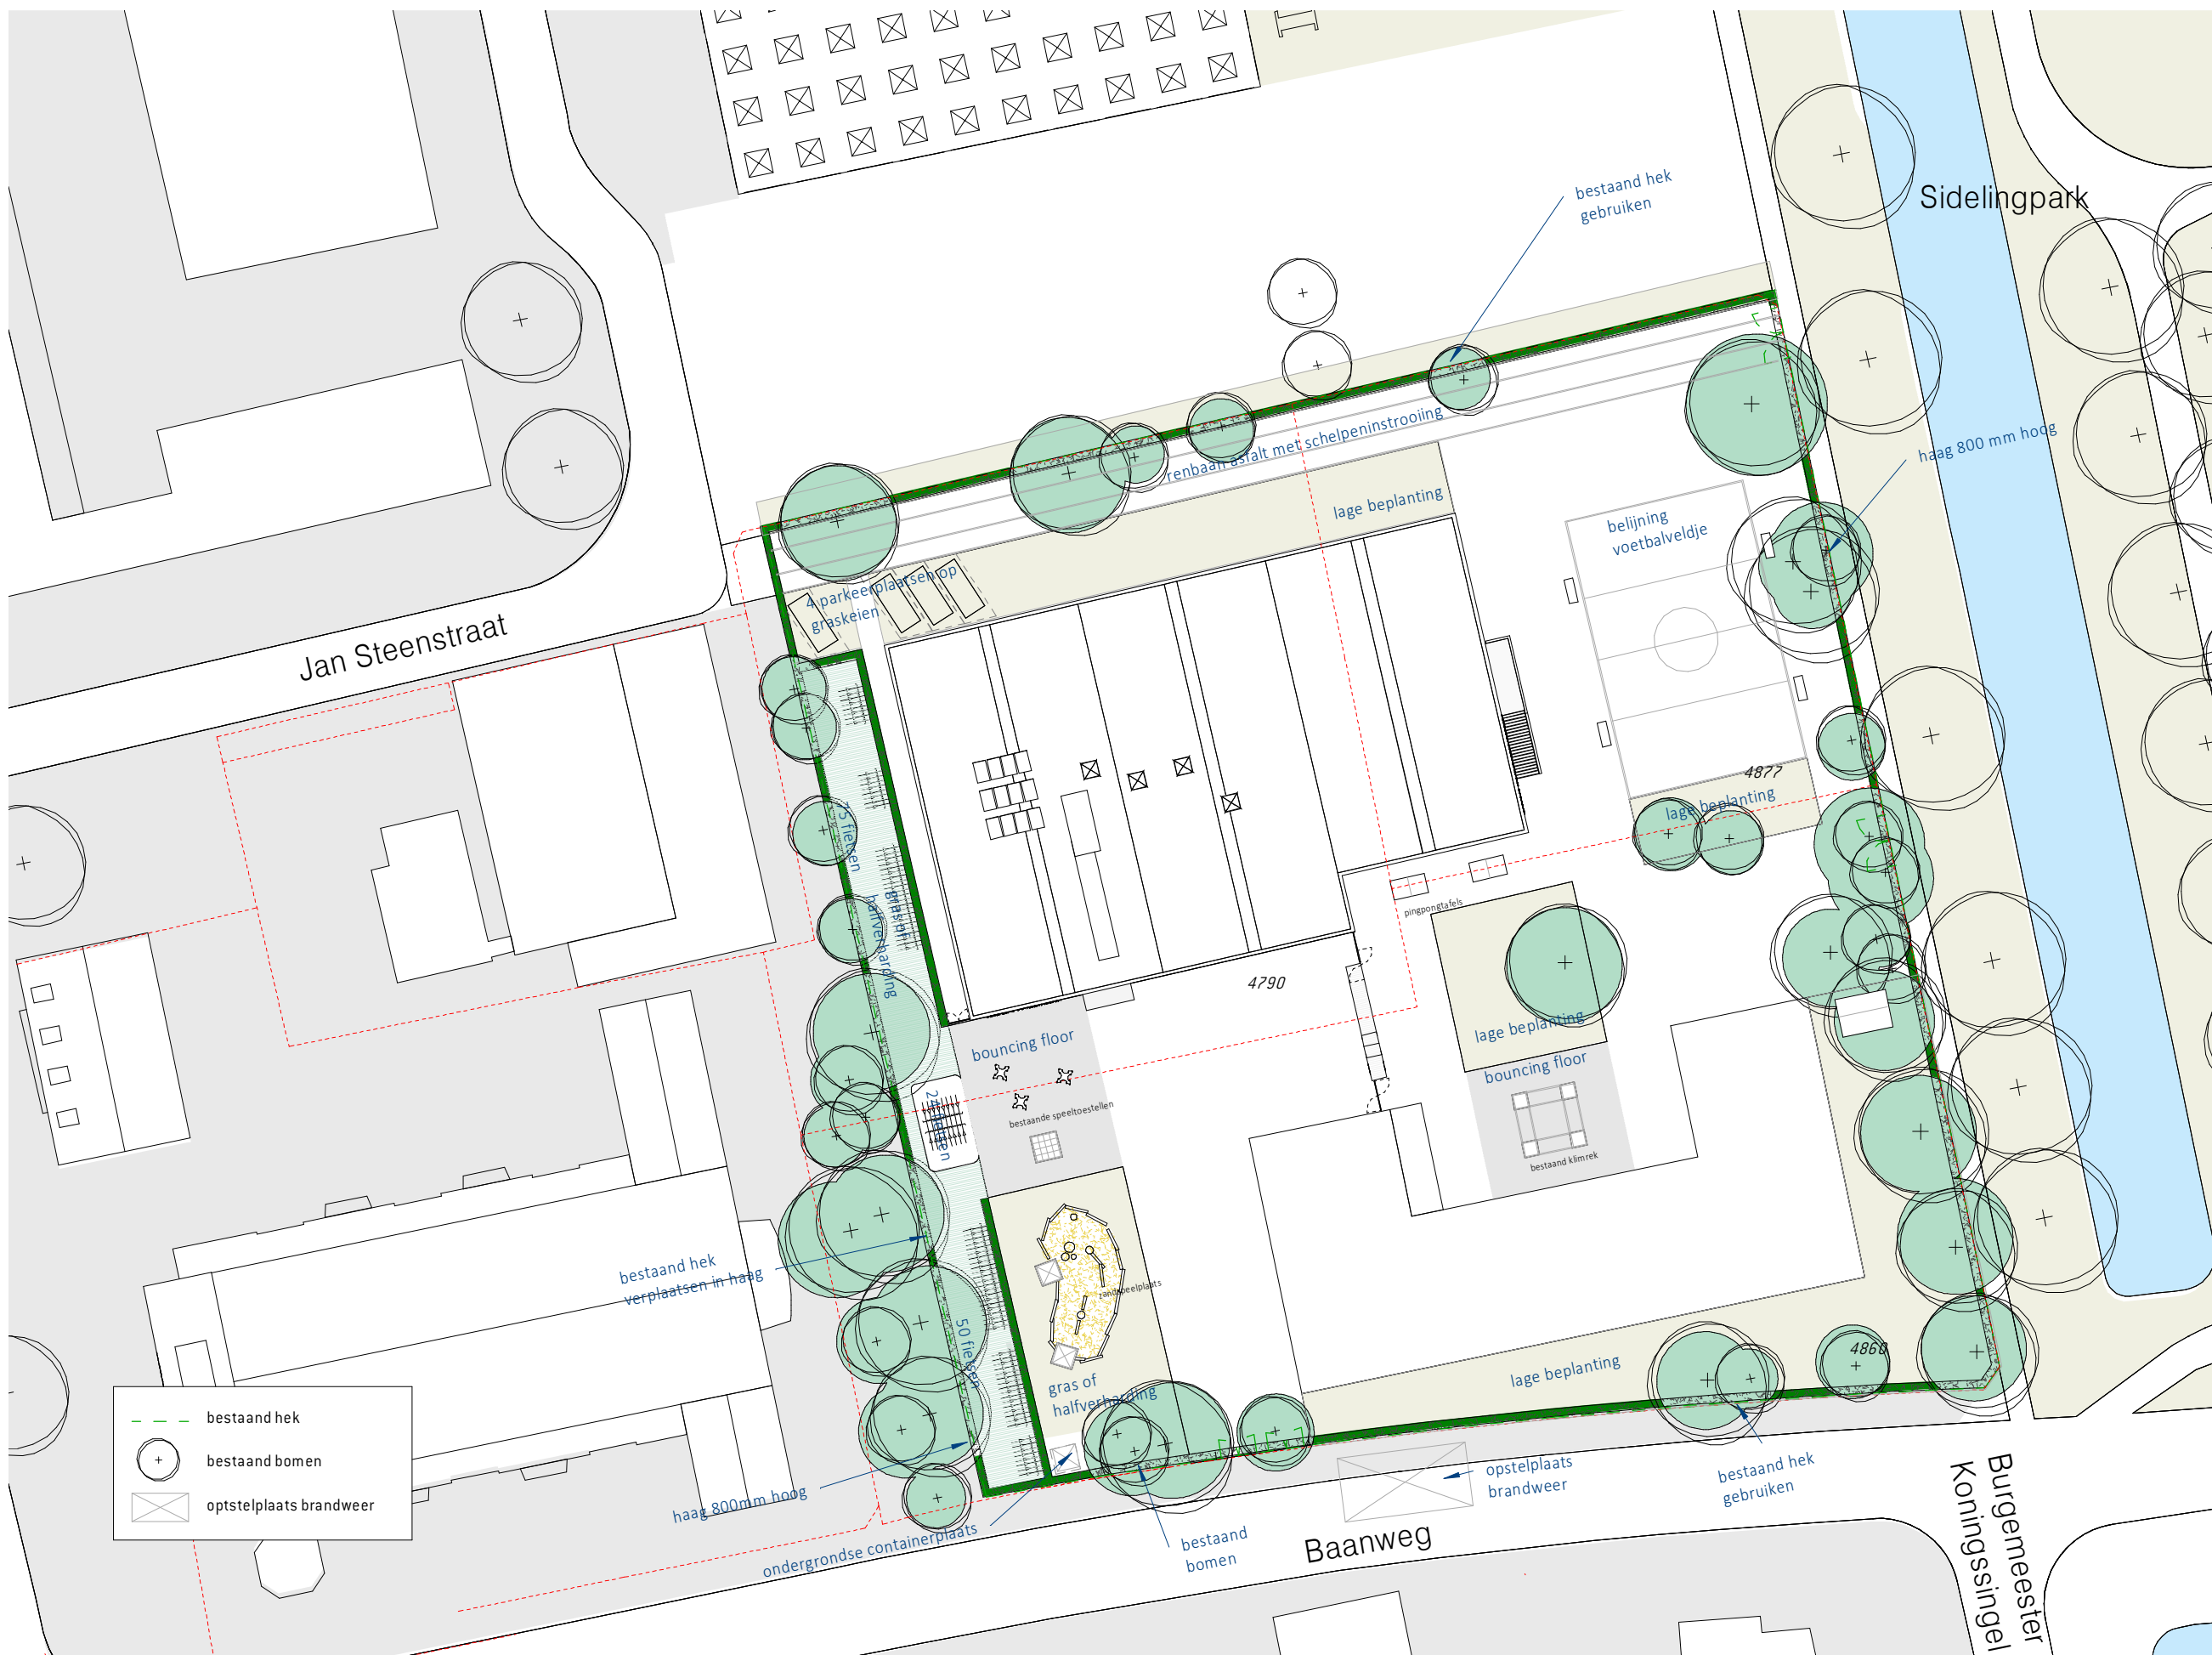 bestaand hek
gebruiken
Sidelingpark
haag 800 mm hoog
renbaan asfalt met schelpeninstrooiing
lage beplanting
belijning
voetbalveldje
4 parkeerplaatsen op
graskeien
Jan Steenstraat
4877
lage beplanting
75 fietsen
gras of
halfverharding
pingpongtafels
4790
lage beplanting
bouncing floor
bouncing floor
24 fietsen
bestaande speeltoestellen
bestaand klimrek
bestaand hek
verplaatsen in haag
zandspeelplaats
50 fietsen
gras of
halfverharding
lage beplanting
4860
bestaand hek
bestaand bomen
optstelplaats brandweer
haag 800mm hoog
ondergrondse containerplaats
bestaand
bomen
opstelplaats
brandweer
bestaand hek
gebruiken
Baanweg
Burgemeester
Koningssingel